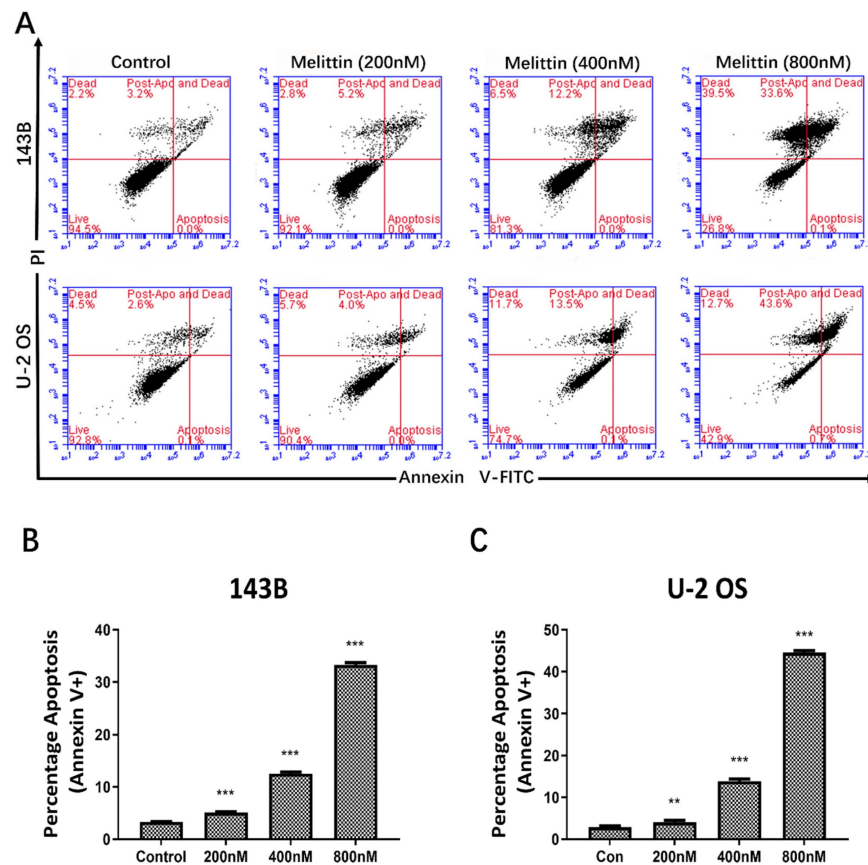 A
Control
Melittin (200nM)
Melittin (400nM)
Melittin (800nM)
143B
Dead Post-Apo and Dead
2.2% 3.2%
Live Apoptosis
94.5% 0.0%
Dead Post-Apo and Dead
2.8% 5.2%
Live Apoptosis
92.1% 0.0%
Dead Post-Apo and Dead
6.5% 12.2%
Live Apoptosis
81.3% 0.0%
Dead Post-Apo and Dead
39.5% 33.6%
Live Apoptosis
26.8% 0.1%
PI
U-2 OS
Dead Post-Apo and Dead
4.5% 2.6%
Live Apoptosis
92.8% 0.1%
Dead Post-Apo and Dead
5.7% 4.0%
Live Apoptosis
90.4% 0.0%
Dead Post-Apo and Dead
11.7% 13.5%
Live Apoptosis
74.7% 0.1%
Dead Post-Apo and Dead
12.7% 43.6%
Live Apoptosis
42.9% 0.7%
Annexin V-FITC
B
143B
Percentage Apoptosis
(Annexin V+)
40
30
20
10
0
***
***
***
Control 200nM 400nM 800nM
C
U-2 OS
Percentage Apoptosis
(Annexin V+)
50
40
30
20
10
0
**
***
***
Con 200nM 400nM 800nM